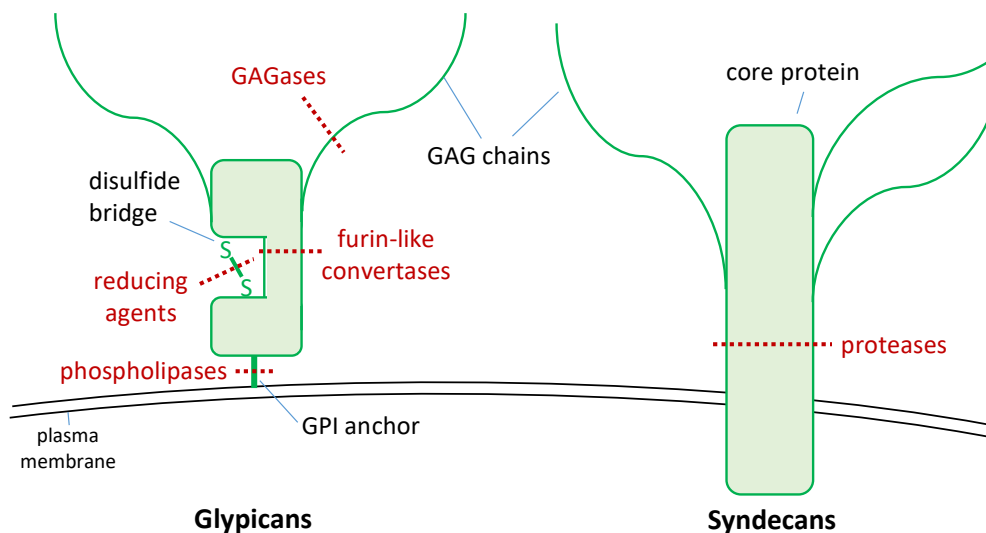 GAGases
core protein
GAG chains
disulfide
bridge
S
S
furin-like
convertases
reducing
agents
proteases
phospholipases
GPI anchor
plasma
membrane
Glypicans
Syndecans